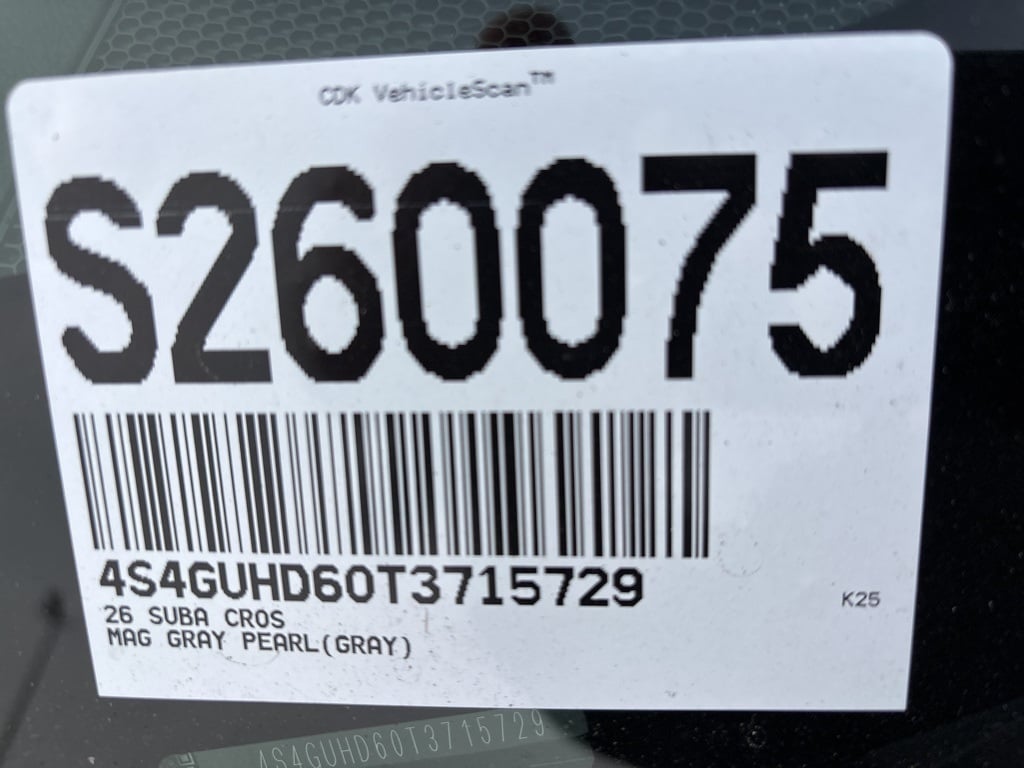 CDK VehicleScan™
S260075
4S4GUHD60T3715729
26 SUBA CROS
K25
MAG GRAY PEARL(GRAY)
4S4GUHD60T3715729